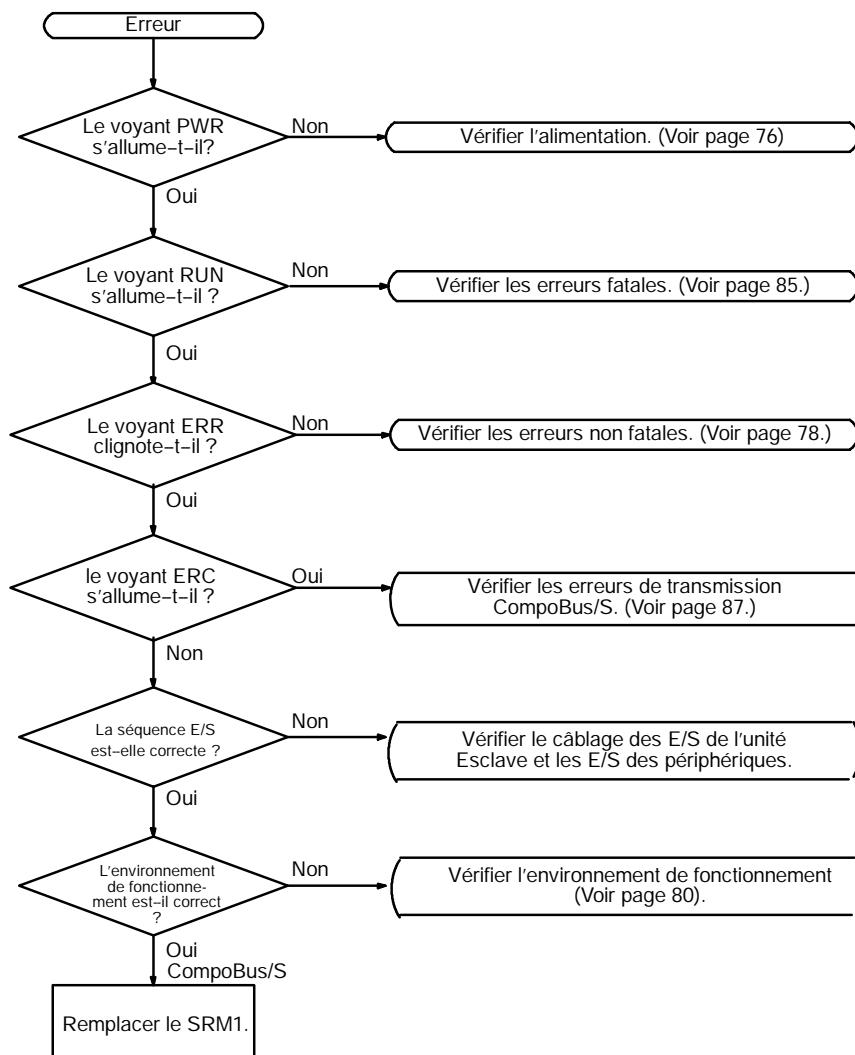 Erreur
Le voyant PWR
s'allume-t-il?
Non
Vérifier l'alimentation. (Voir page 76)
Oui
Le voyant RUN
s'allume-t-il ?
Non
Vérifier les erreurs fatales. (Voir page 85.)
Oui
Le voyant ERR
clignote-t-il ?
Non
Vérifier les erreurs non fatales. (Voir page 78.)
Oui
le voyant ERC
s'allume-t-il ?
Oui
Vérifier les erreurs de transmission
CompoBus/S. (Voir page 87.)
Non
La séquence E/S
est-elle correcte ?
Non
Vérifier le câblage des E/S de l'unité
Esclave et les E/S des périphériques.
Oui
L'environnement
de fonctionne-
ment est-il correct
?
Non
Vérifier l'environnement de fonctionnement
(Voir page 80).
Oui
CompoBus/S
Remplacer le SRM1.